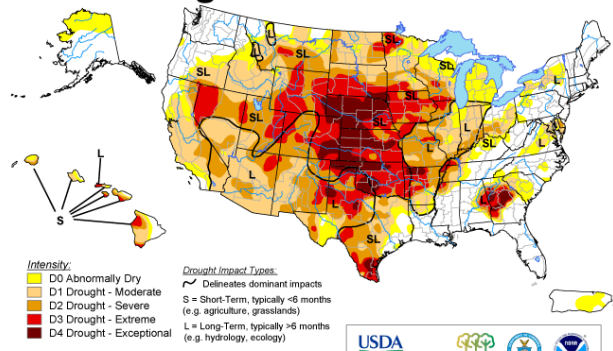 L
L
SL
SL
SL
SL
SL
SL
SL
SL
L
L
L
L
L
L
SL
L
SL
L
S
Intensity:
D0 Abnormally Dry
D1 Drought - Moderate
D2 Drought - Severe
D3 Drought - Extreme
D4 Drought - Exceptional
Drought Impact Types:
Delineates dominant impacts
S = Short-Term, typically <6 months
(e.g. agriculture, grasslands)
L = Long-Term, typically >6 months
(e.g. hydrology, ecology)
USDA